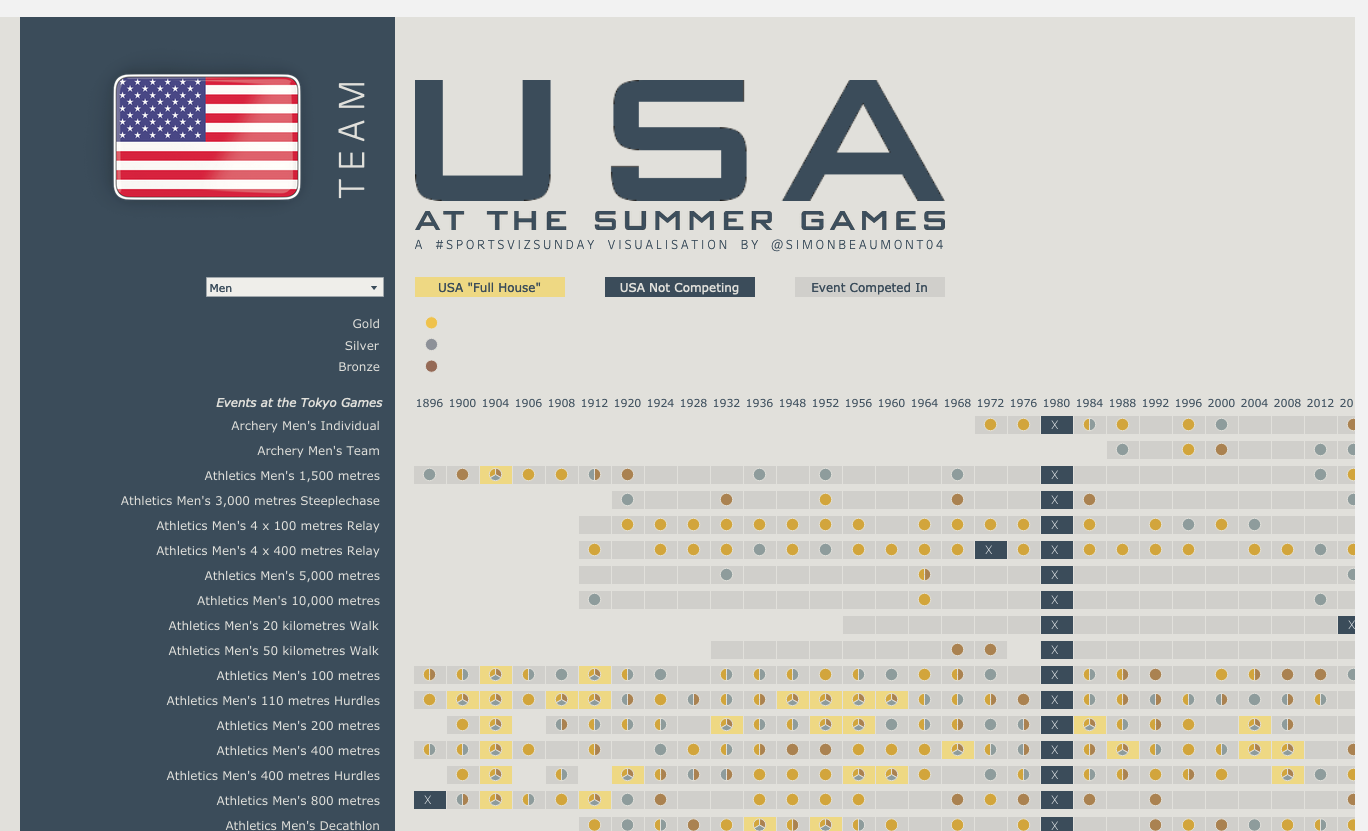 TEAM
USA
AT THE SUMMER GAMES
A #SPORTSVIZSUNDAY VISUALISATION BY @SIMONBEAUMONT04
Men
USA "Full House"
USA Not Competing
Event Competed In
Gold
Silver
Bronze
Events at the Tokyo Games
1896 1900 1904 1906 1908 1912 1920 1924 1928 1932 1936 1948 1952 1956 1960 1964 1968 1972 1976 1980 1984 1988 1992 1996 2000 2004 2008 2012 20
Archery Men's Individual X
Archery Men's Team
Athletics Men's 1,500 metres X
Athletics Men's 3,000 metres Steeplechase X
Athletics Men's 4 x 100 metres Relay X
Athletics Men's 4 x 400 metres Relay X X
Athletics Men's 5,000 metres X
Athletics Men's 10,000 metres X
Athletics Men's 20 kilometres Walk X X
Athletics Men's 50 kilometres Walk X
Athletics Men's 100 metres X
Athletics Men's 110 metres Hurdles X
Athletics Men's 200 metres X
Athletics Men's 400 metres X
Athletics Men's 400 metres Hurdles X
Athletics Men's 800 metres X X
Athletics Men's Decathlon X